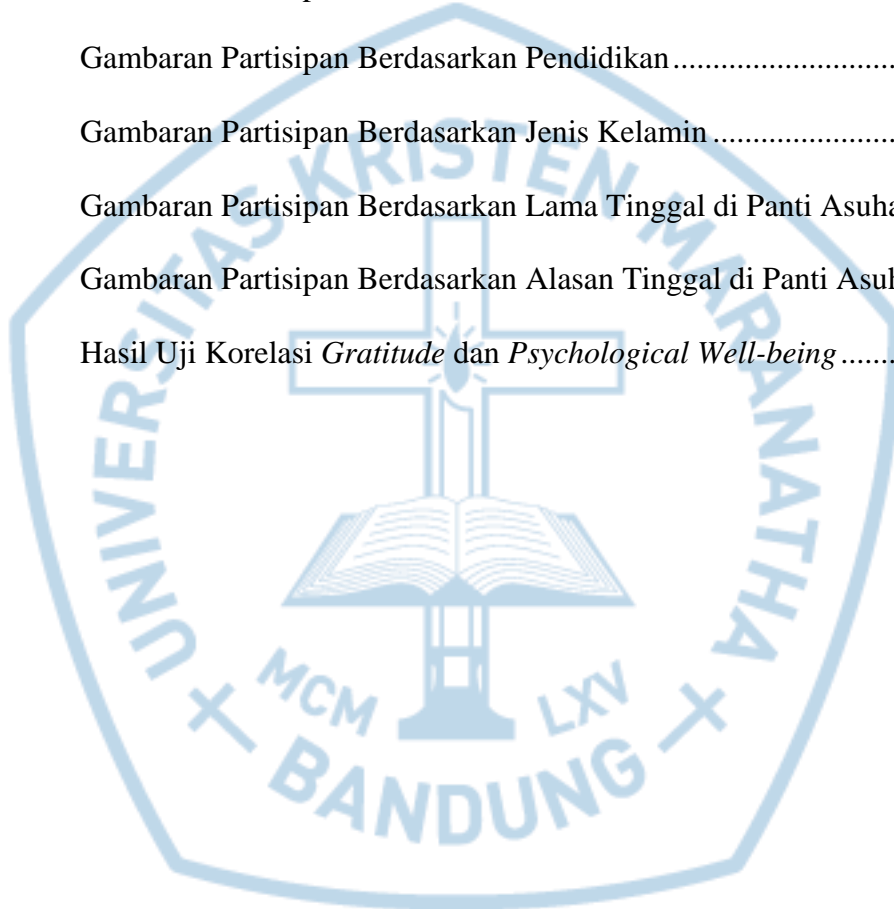 Gambaran Partisipan Berdasarkan Pendidikan..........................
Gambaran Partisipan Berdasarkan Jenis Kelamin.....................
Gambaran Partisipan Berdasarkan Lama Tinggal di Panti Asuha
Gambaran Partisipan Berdasarkan Alasan Tinggal di Panti Asuh
Hasil Uji Korelasi Gratitude dan Psychological Well-being.......
UNIVERSITAS KRISTEN MARANATHA
MCM LXV
BANDUNG